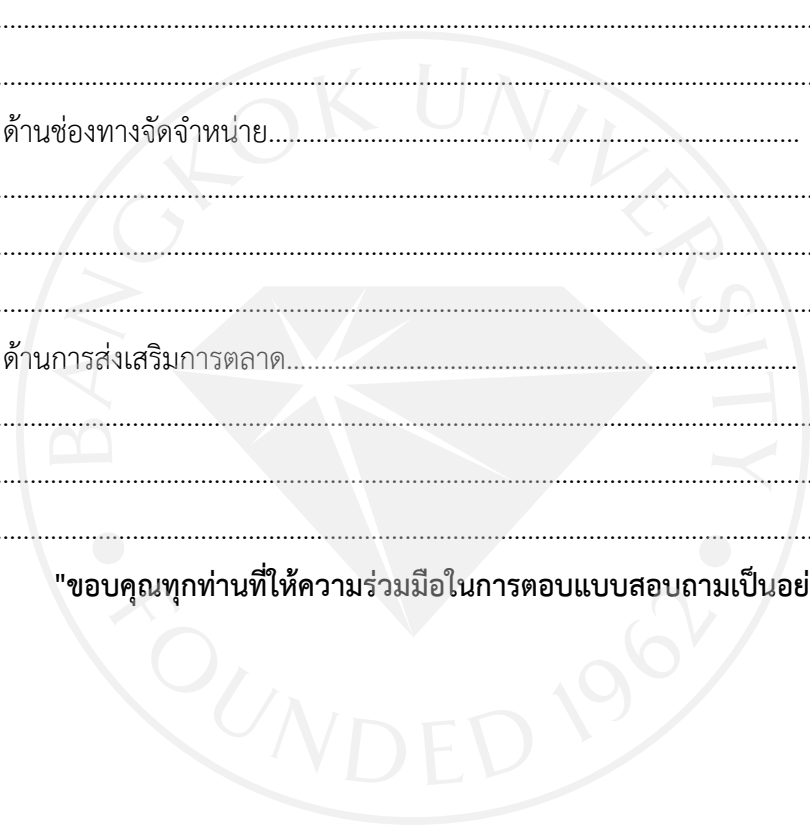 ................................................................................................................
................................................................................................................
ด้านช่องทางจัดจำหน่าย...............................................................................
................................................................................................................
................................................................................................................
................................................................................................................
ด้านการส่งเสริมการตลาด............................................................................
................................................................................................................
................................................................................................................
................................................................................................................
"ขอบคุณทุกท่านที่ให้ความร่วมมือในการตอบแบบสอบถามเป็นอย่
BANGKOK UNIVERSITY
FOUNDED 1962